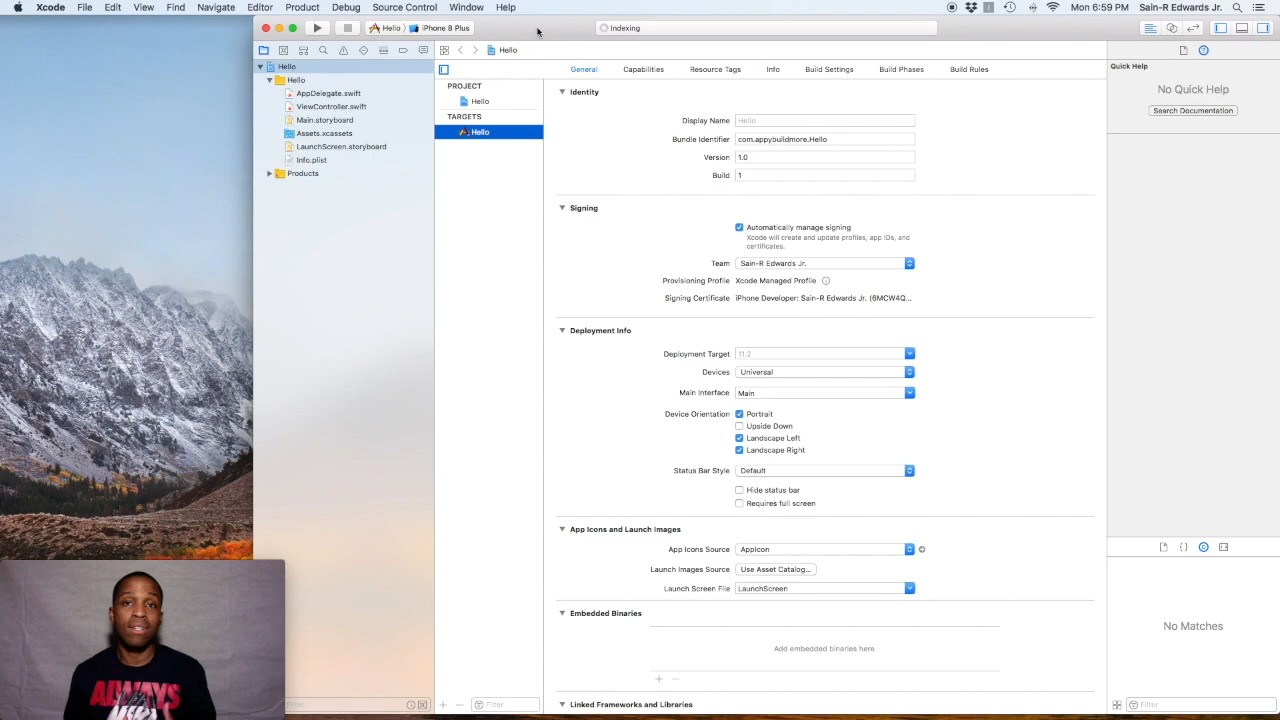 Xcode File Edit View Find Navigate Editor Product Debug Source Control Window Help
Mon 6:59 PM Sain-R Edwards Jr.
Hello iPhone 8 Plus
Indexing
Hello
Hello
Hello
AppDelegate.swift
ViewController.swift
Main.storyboard
Assets.xcassets
LaunchScreen.storyboard
Info.plist
Products
Filter
PROJECT
Hello
TARGETS
Hello
Filter
General Capabilities Resource Tags Info Build Settings Build Phases Build Rules
Identity
Display Name Hello
Bundle Identifier com.appybuildmore.Hello
Version 1.0
Build 1
Signing
Automatically manage signing
Xcode will create and update profiles, app IDs, and
certificates.
Team Sain-R Edwards Jr.
Provisioning Profile Xcode Managed Profile
Signing Certificate iPhone Developer: Sain-R Edwards Jr. (6MCW4Q...
Deployment Info
Deployment Target 11.2
Devices Universal
Main Interface Main
Device Orientation Portrait
Upside Down
Landscape Left
Landscape Right
Status Bar Style Default
Hide status bar
Requires full screen
App Icons and Launch Images
App Icons Source AppIcon
Launch Images Source Use Asset Catalog...
Launch Screen File LaunchScreen
Embedded Binaries
Add embedded binaries here
Linked Frameworks and Libraries
Quick Help
No Quick Help
Search Documentation
No Matches
Filter
ALWAYS